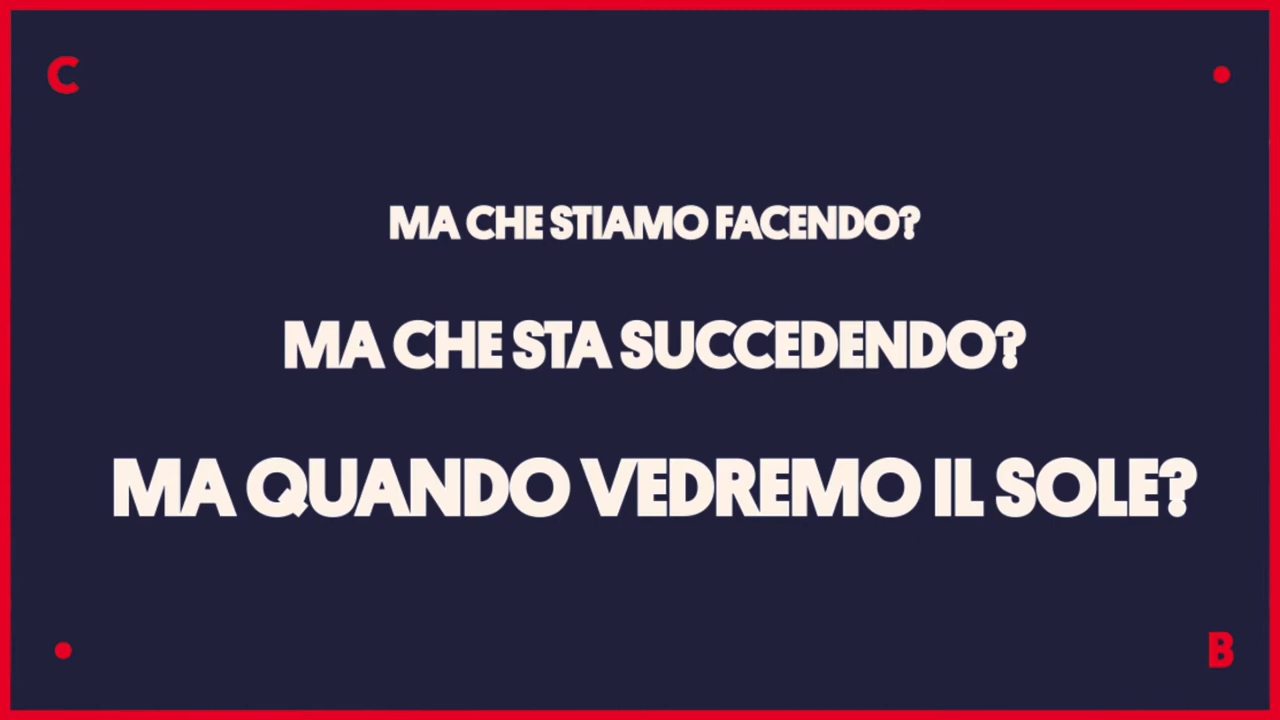 C
MA CHE STIAMO FACENDO?
MA CHE STA SUCCEDENDO?
MA QUANDO VEDREMO IL SOLE?
B